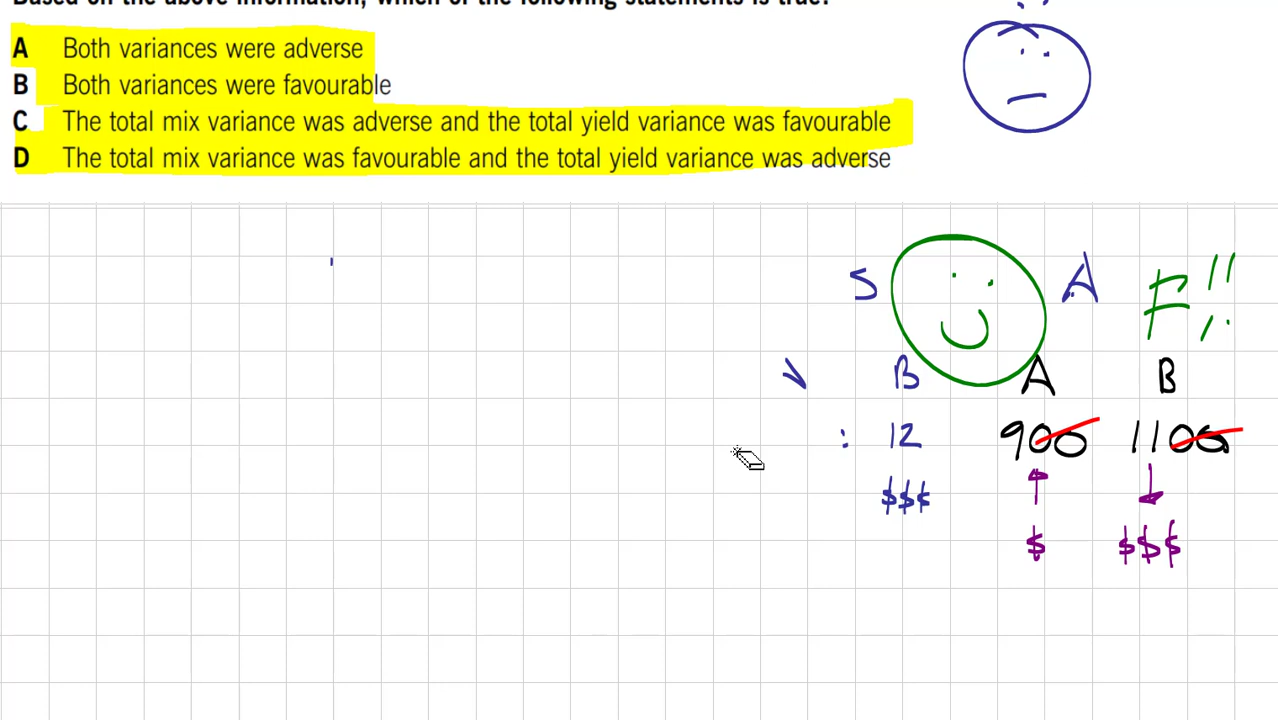 Based on the above information, which of the following statements is true?
A Both variances were adverse
B Both variances were favourable
C The total mix variance was adverse and the total yield variance was favourable
D The total mix variance was favourable and the total yield variance was adverse
S A F!!
B A B
: 12 900 1100
$$$
$ $$$